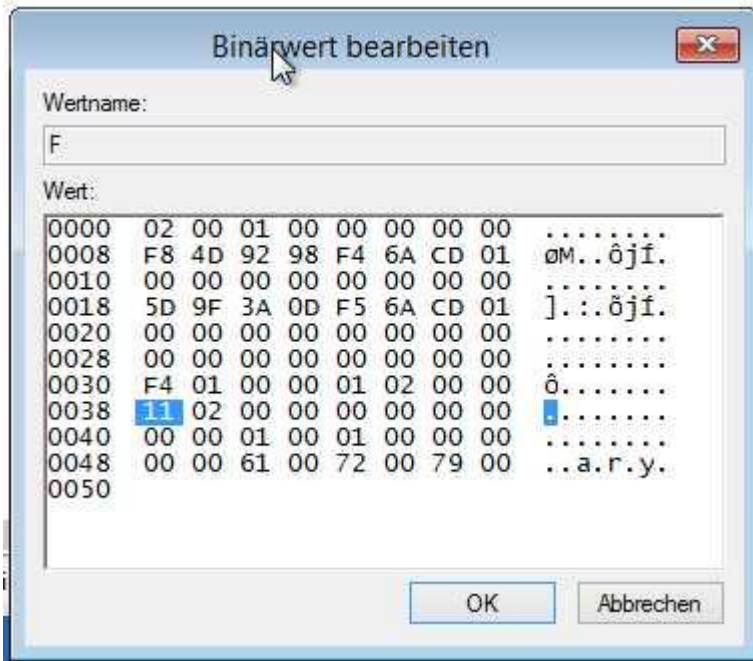 Binärwert bearbeiten
Wertname:
F
Wert:
0000 02 00 01 00 00 00 00 00 ........
0008 F8 4D 92 98 F4 6A CD 01 øM..ôjÍ.
0010 00 00 00 00 00 00 00 00 ........
0018 5D 9F 3A 0D F5 6A CD 01 ].:.õjÍ.
0020 00 00 00 00 00 00 00 00 ........
0028 00 00 00 00 00 00 00 00 ........
0030 F4 01 00 00 01 02 00 00 ô.......
0038 11 02 00 00 00 00 00 00 ........
0040 00 00 01 00 01 00 00 00 ........
0048 00 00 61 00 72 00 79 00 ..a.r.y.
0050
OK Abbrechen